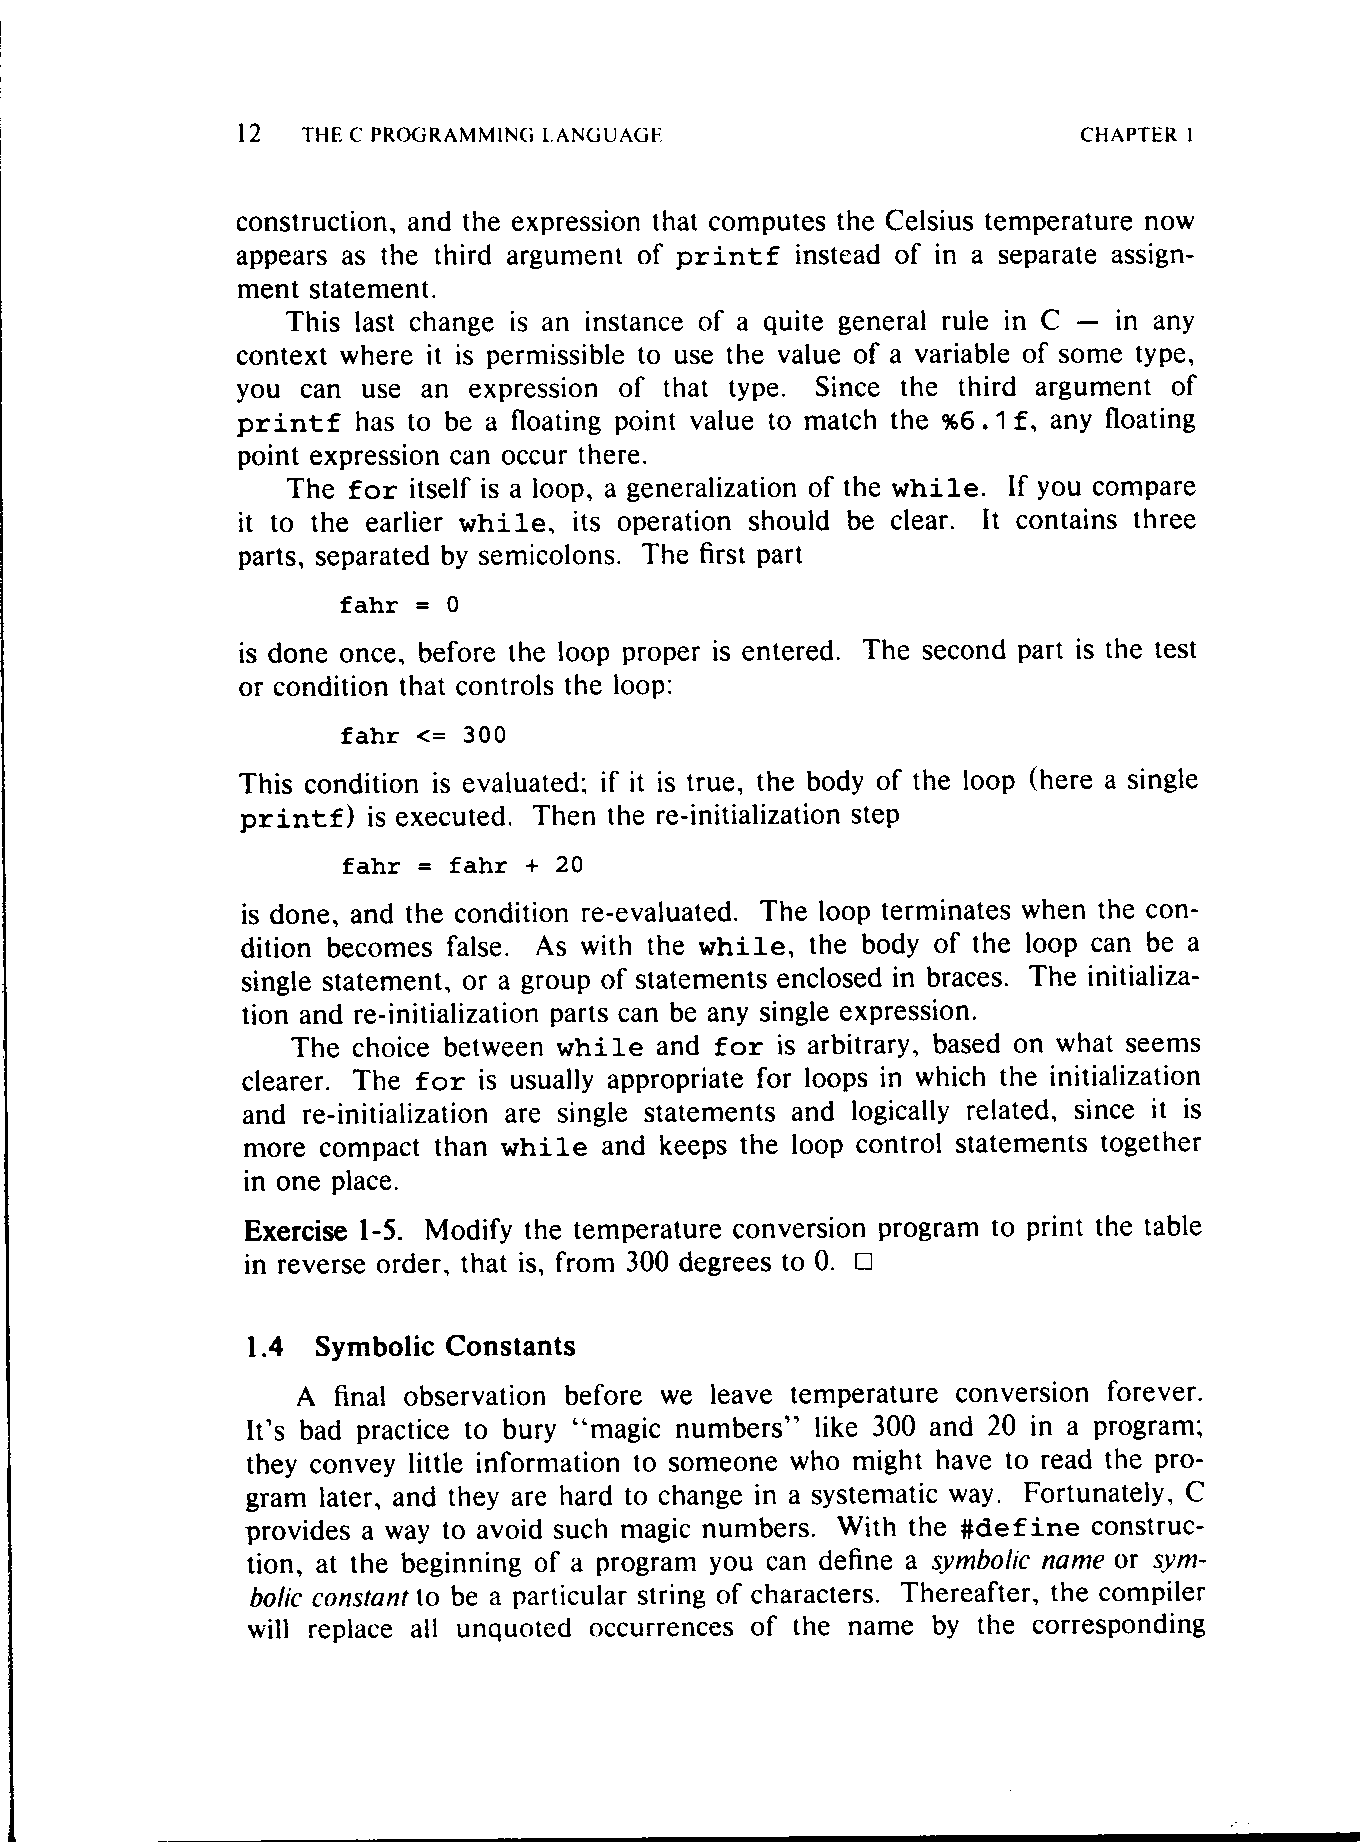 12 THE C PROGRAMMING LANGUAGE CHAPTER 1
construction, and the expression that computes the Celsius temperature now
appears as the third argument of printf instead of in a separate assign-
ment statement.
This last change is an instance of a quite general rule in C — in any
context where it is permissible to use the value of a variable of some type,
you can use an expression of that type. Since the third argument of
printf has to be a floating point value to match the %6.1f, any floating
point expression can occur there.
The for itself is a loop, a generalization of the while. If you compare
it to the earlier while, its operation should be clear. It contains three
parts, separated by semicolons. The first part
fahr = 0
is done once, before the loop proper is entered. The second part is the test
or condition that controls the loop:
fahr <= 300
This condition is evaluated; if it is true, the body of the loop (here a single
printf) is executed. Then the re-initialization step
fahr = fahr + 20
is done, and the condition re-evaluated. The loop terminates when the con-
dition becomes false. As with the while, the body of the loop can be a
single statement, or a group of statements enclosed in braces. The initializa-
tion and re-initialization parts can be any single expression.
The choice between while and for is arbitrary, based on what seems
clearer. The for is usually appropriate for loops in which the initialization
and re-initialization are single statements and logically related, since it is
more compact than while and keeps the loop control statements together
in one place.
Exercise 1-5. Modify the temperature conversion program to print the table
in reverse order, that is, from 300 degrees to 0. □
1.4 Symbolic Constants
A final observation before we leave temperature conversion forever.
It's bad practice to bury “magic numbers” like 300 and 20 in a program;
they convey little information to someone who might have to read the pro-
gram later, and they are hard to change in a systematic way. Fortunately, C
provides a way to avoid such magic numbers. With the #define construc-
tion, at the beginning of a program you can define a symbolic name or sym-
bolic constant to be a particular string of characters. Thereafter, the compiler
will replace all unquoted occurrences of the name by the corresponding